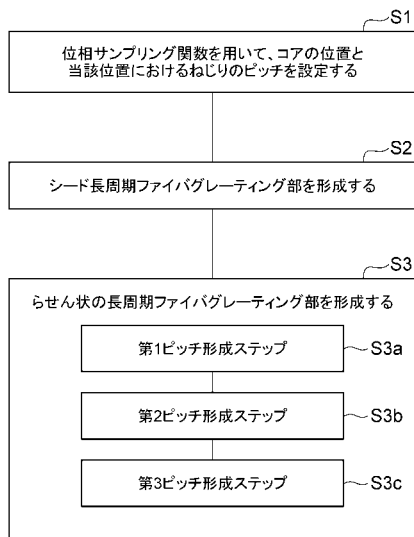 S1
位相サンプリング関数を用いて、コアの位置と
当該位置におけるねじりのピッチを設定する
S2
シード長周期ファイバグレーティング部を形成する
S3
らせん状の長周期ファイバグレーティング部を形成する
第1ピッチ形成ステップ
S3a
第2ピッチ形成ステップ
S3b
第3ピッチ形成ステップ
S3c